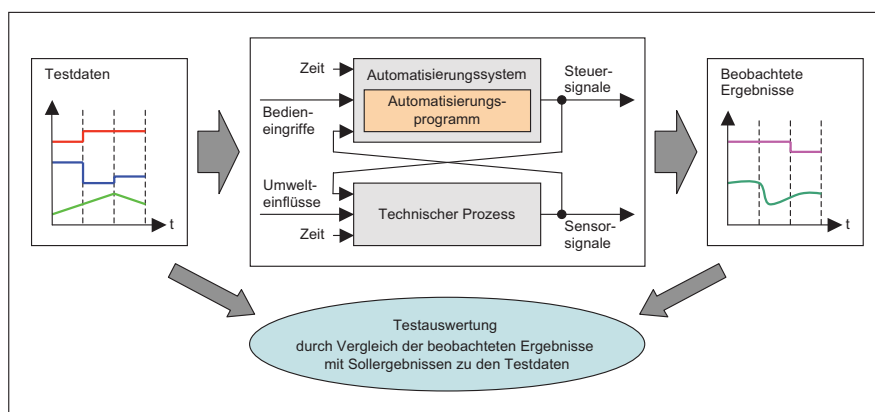 Testdaten
t
Zeit
Automatisierungssystem
Automatisierungs-
programm
Bedien-
eingriffe
Steuer-
signale
Umwelt-
einflüsse
Technischer Prozess
Zeit
Sensor-
signale
Beobachtete
Ergebnisse
t
Testauswertung
durch Vergleich der beobachteten Ergebnisse
mit Sollergebnissen zu den Testdaten